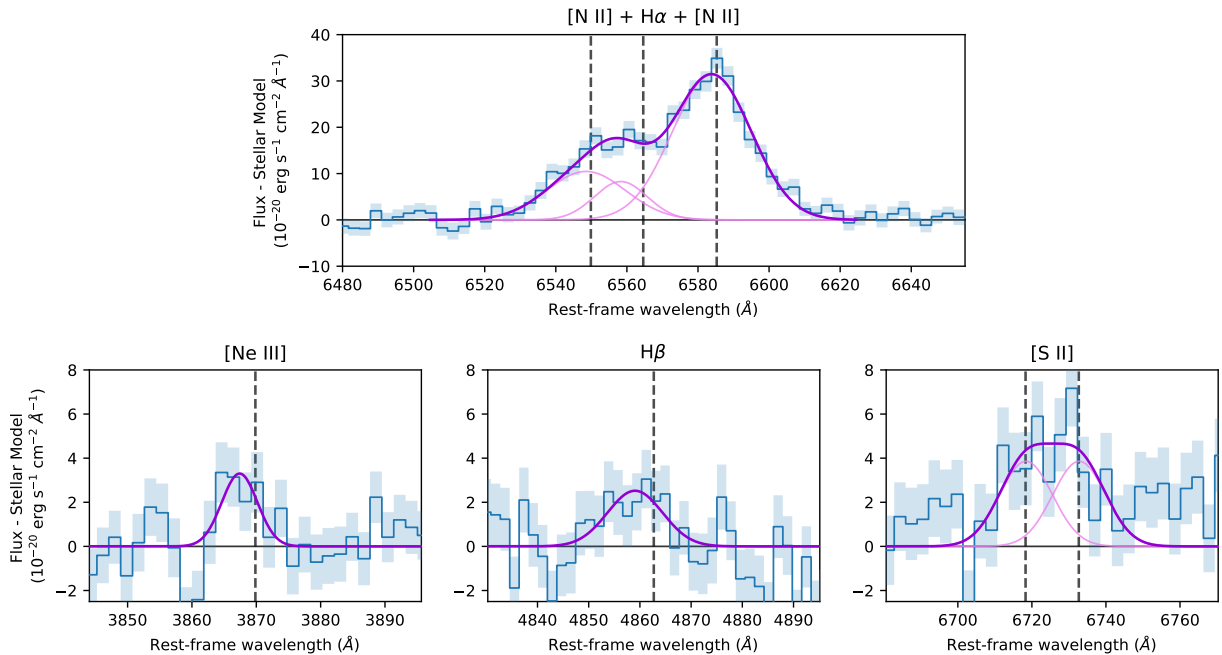 [N II] + Hα + [N II]
Flux - Stellar Model
(10⁻²⁰ erg s⁻¹ cm⁻² Å⁻¹)
40
30
20
10
0
−10
6480 6500 6520 6540 6560 6580 6600 6620 6640
Rest-frame wavelength (Å)
[Ne III]
Flux - Stellar Model
(10⁻²⁰ erg s⁻¹ cm⁻² Å⁻¹)
8
6
4
2
0
−2
3850 3860 3870 3880 3890
Rest-frame wavelength (Å)
Hβ
8
6
4
2
0
−2
4840 4850 4860 4870 4880 4890
Rest-frame wavelength (Å)
[S II]
8
6
4
2
0
−2
6700 6720 6740 6760
Rest-frame wavelength (Å)